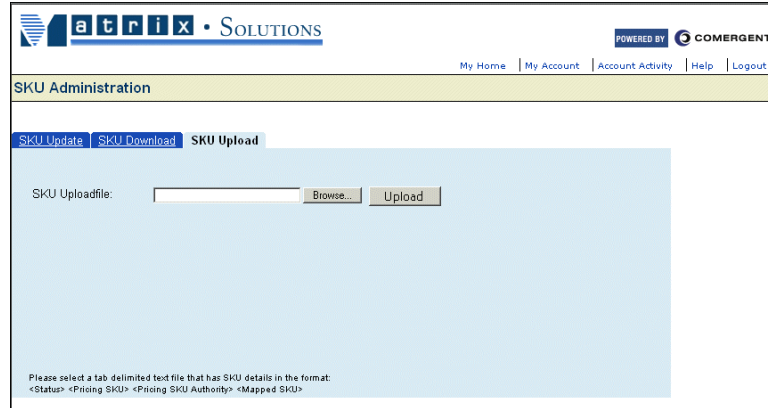 atrix • SOLUTIONS
POWERED BY COMERGENT
My Home | My Account | Account Activity | Help | Logout
SKU Administration
SKU Update SKU Download SKU Upload
SKU Uploadfile: Browse... Upload
Please select a tab delimited text file that has SKU details in the format:
<Status> <Pricing SKU> <Pricing SKU Authority> <Mapped SKU>